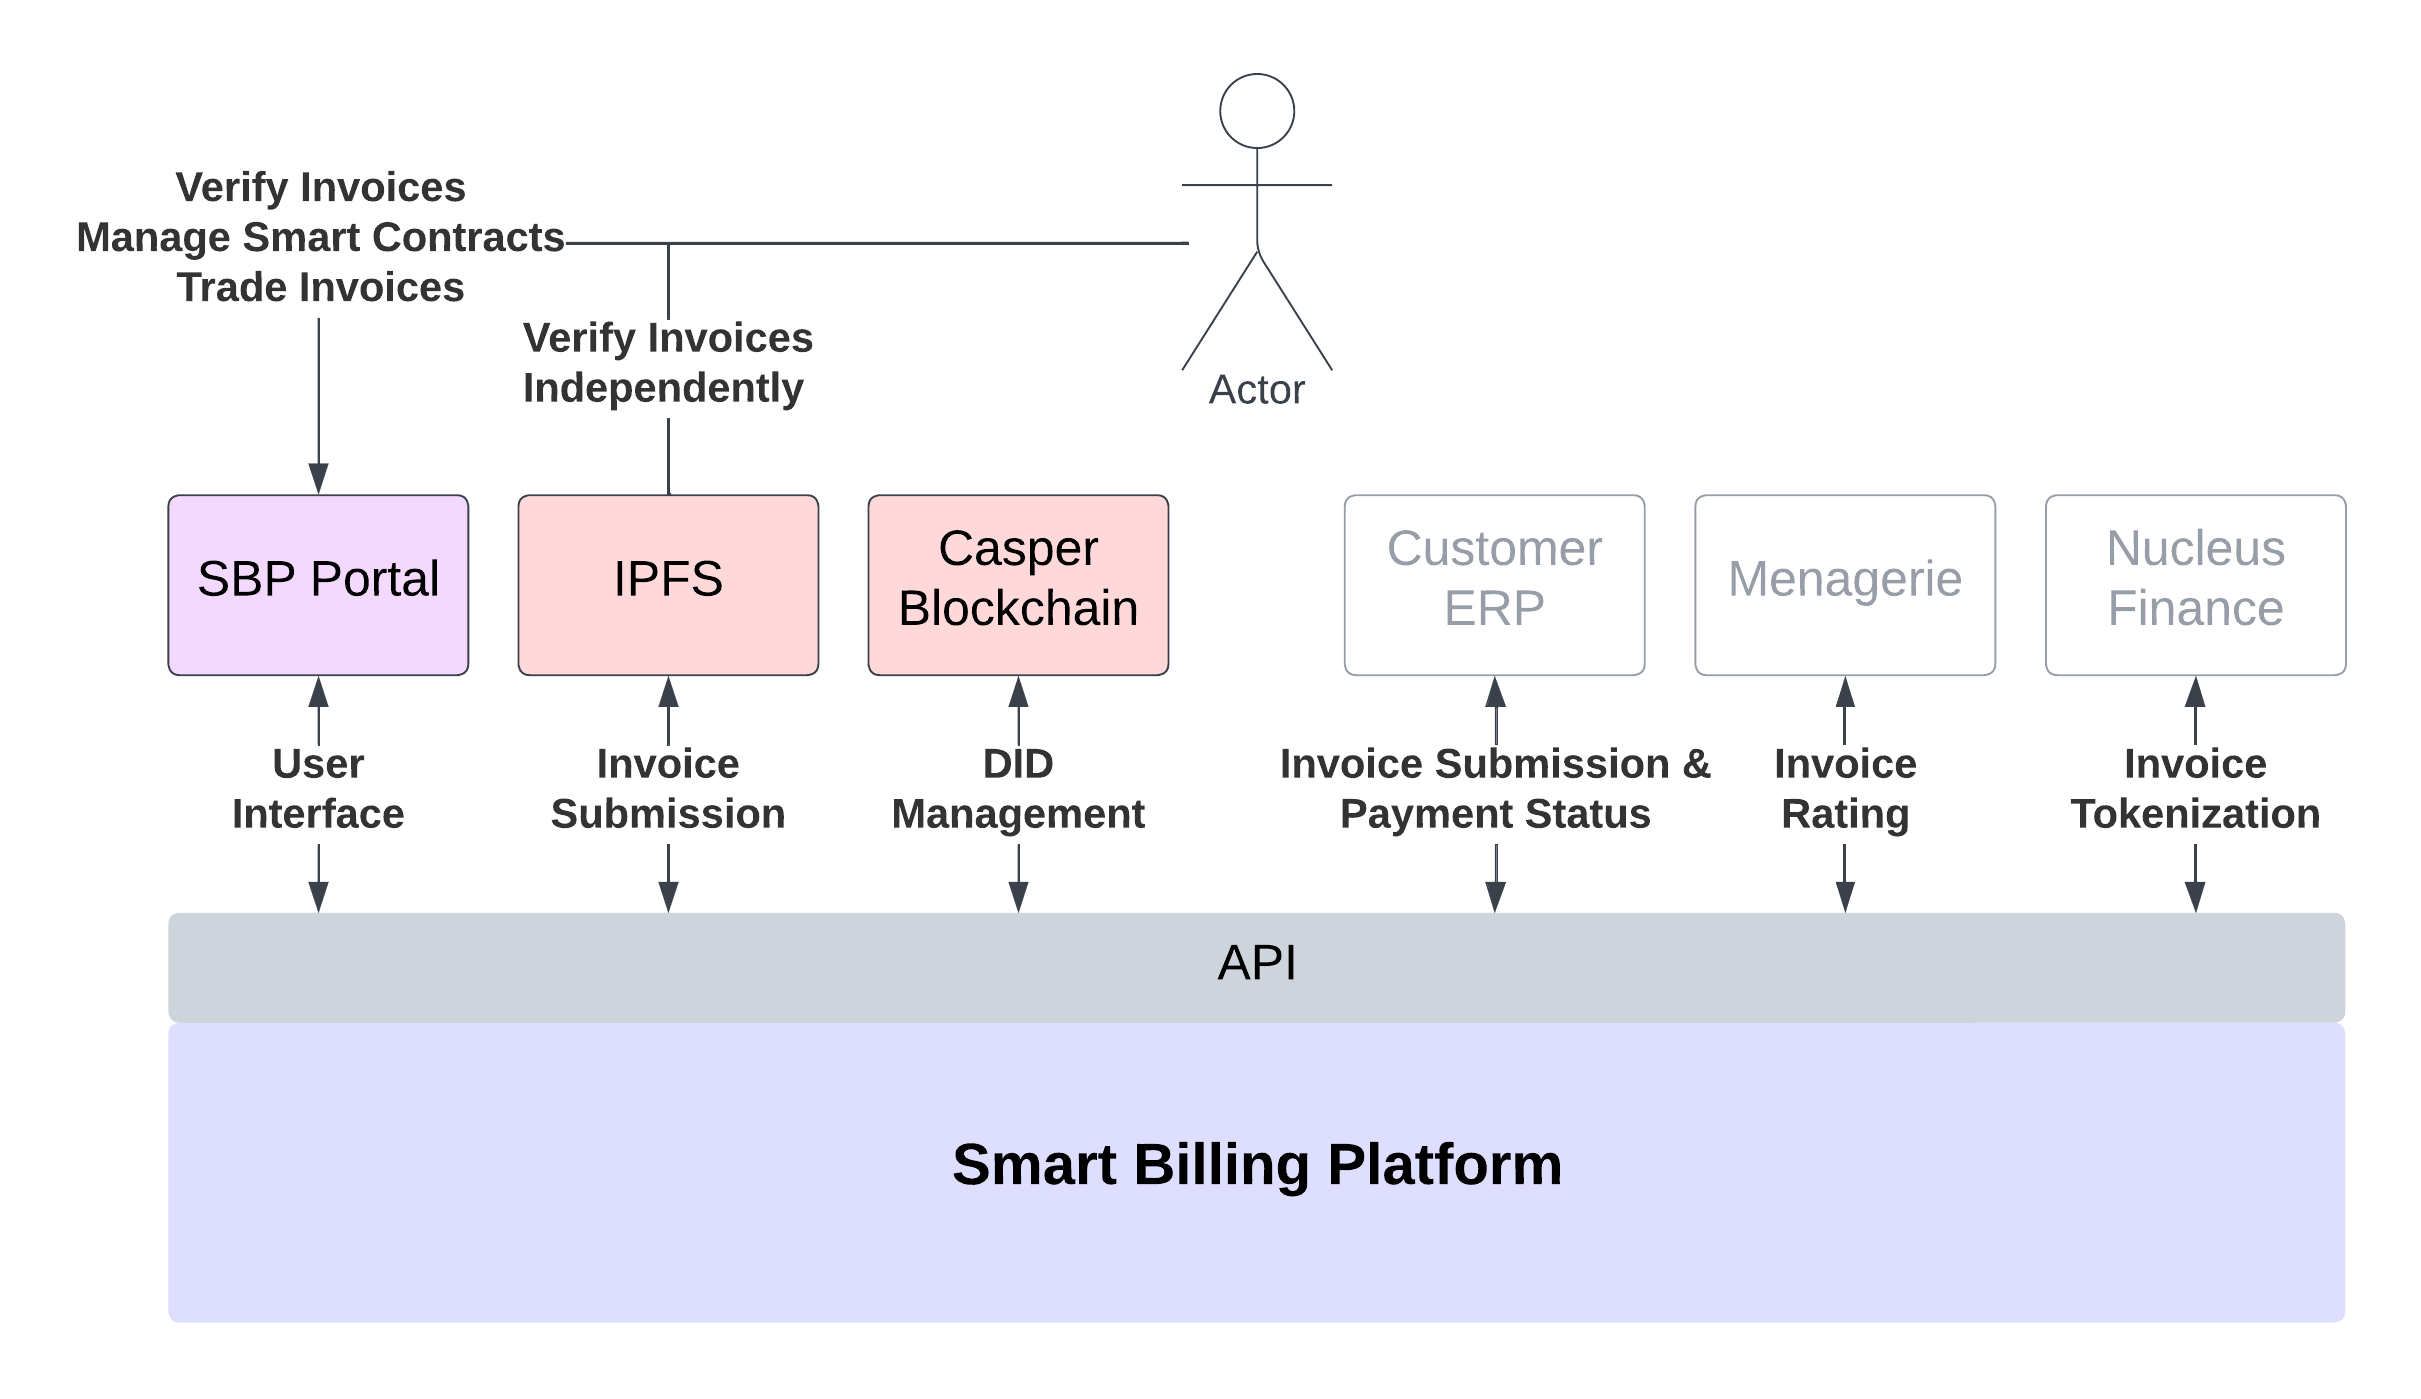 Verify Invoices
Manage Smart Contracts
Trade Invoices
Verify Invoices
Independently
Actor
SBP Portal
IPFS
Casper
Blockchain
Customer
ERP
Menagerie
Nucleus
Finance
User
Interface
Invoice
Submission
DID
Management
Invoice Submission &
Payment Status
Invoice
Rating
Invoice
Tokenization
API
Smart Billing Platform